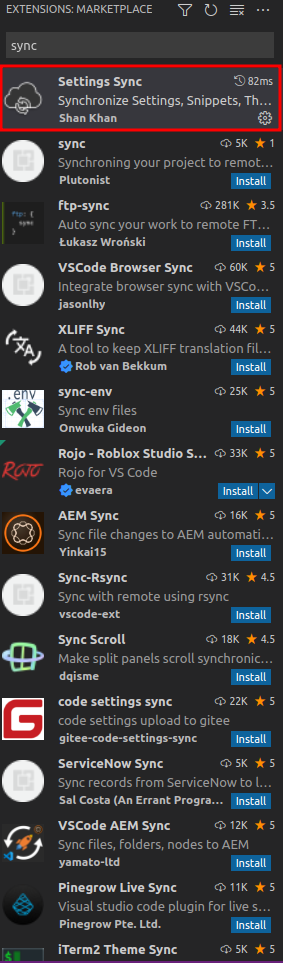 EXTENSIONS: MARKETPLACE
sync
Settings Sync 82ms
Synchronize Settings, Snippets, Th...
Shan Khan
sync 5K 1
Synchroning your project to remot...
Plutonist Install
ftp: {
sync
}
ftp-sync 281K 3.5
Auto sync your work to remote FT...
Łukasz Wroński Install
VSCode Browser Sync 60K 5
Integrate browser sync with VSCo...
jasonlhy Install
XLIFF Sync 44K 5
A tool to keep XLIFF translation fil...
Rob van Bekkum Install
.env
sync-env 25K 5
Sync env files
Onwuka Gideon Install
ROJO
Rojo - Roblox Studio S... 33K 5
Rojo for VS Code
evaera Install
AEM Sync 16K 5
Sync file changes to AEM automati...
Yinkai15 Install
Sync-Rsync 31K 4.5
Sync with remote using rsync
vscode-ext Install
Sync Scroll 18K 4.5
Make split panels scroll synchronic...
dqisme Install
G
code settings sync 22K 5
code settings upload to gitee
gitee-code-settings-sync Install
ServiceNow Sync 5K 5
Sync records from ServiceNow to l...
Sal Costa (An Errant Progra... Install
VSCode AEM Sync 12K 5
Sync files, folders, nodes to AEM
yamato-ltd Install
Pinegrow Live Sync 11K 5
Visual studio code plugin for live s...
Pinegrow Pte. Ltd. Install
$
iTerm2 Theme Sync 5K 5